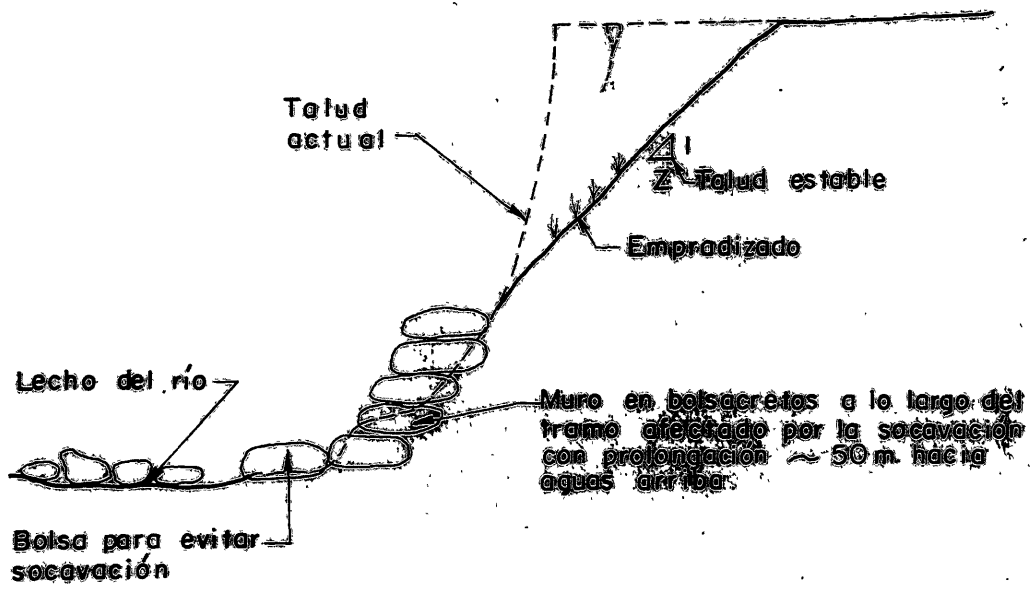 Talud
actual
1
Z Talud estable
Empradizado
Lecho del río
Muro en bolsacretos a lo largo del
tramo afectado por la socavación
con prolongación ~ 50 m. hacia
aguas arriba.
Bolsa para evitar
socavación